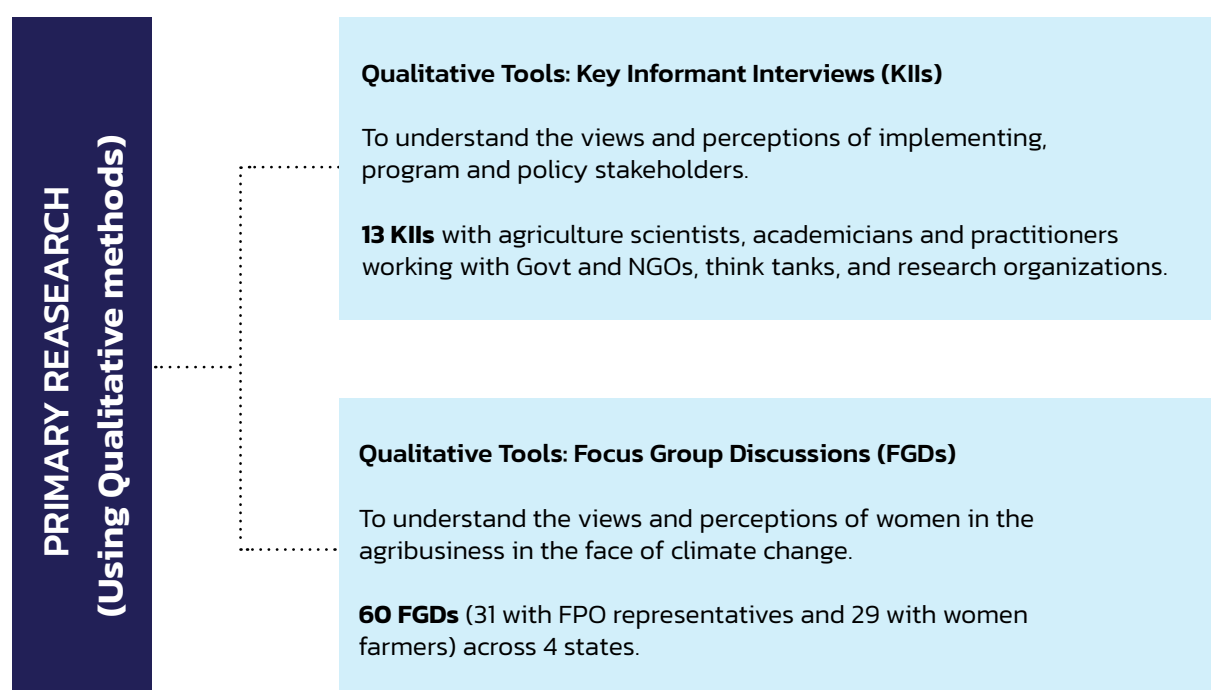 PRIMARY REASEARCH
(Using Qualitative methods)
Qualitative Tools: Key Informant Interviews (KIIs)
To understand the views and perceptions of implementing,
program and policy stakeholders.
13 KIIs with agriculture scientists, academicians and practitioners
working with Govt and NGOs, think tanks, and research organizations.
Qualitative Tools: Focus Group Discussions (FGDs)
To understand the views and perceptions of women in the
agribusiness in the face of climate change.
60 FGDs (31 with FPO representatives and 29 with women
farmers) across 4 states.